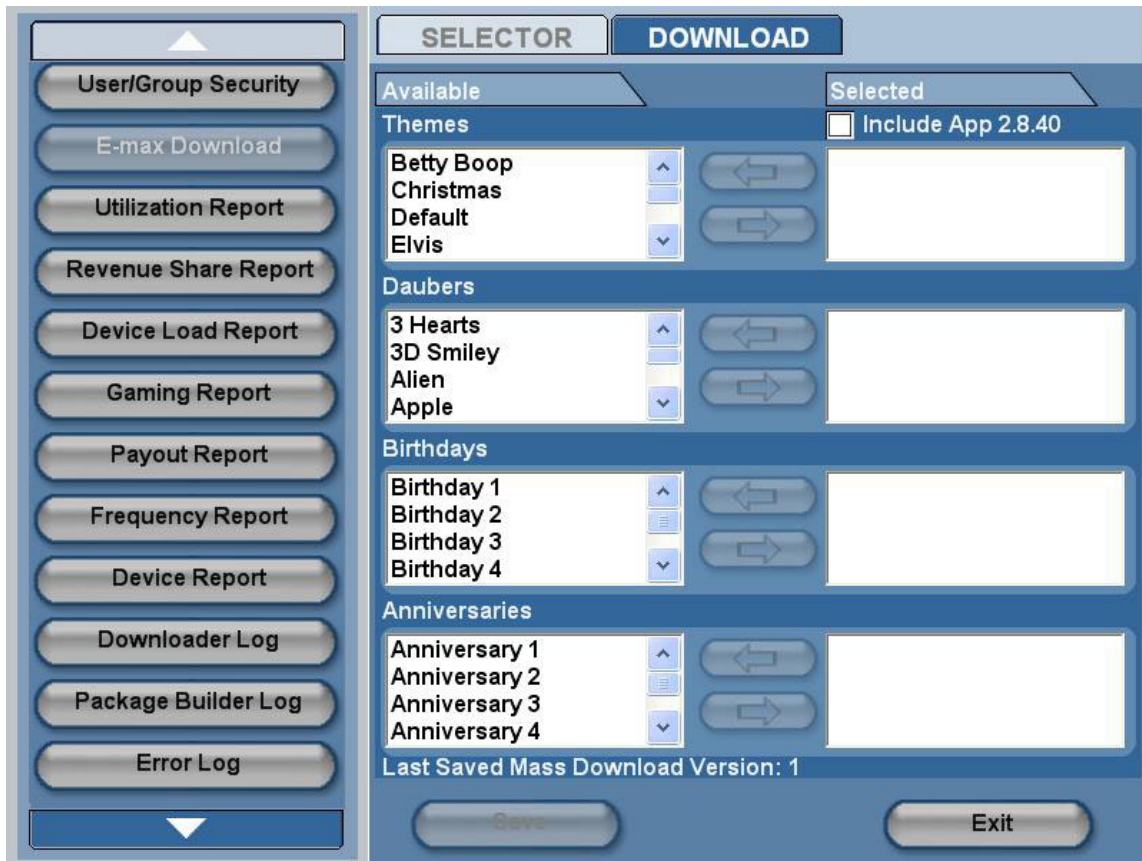 User/Group Security
E-max Download
Utilization Report
Revenue Share Report
Device Load Report
Gaming Report
Payout Report
Frequency Report
Device Report
Downloader Log
Package Builder Log
Error Log
SELECTOR DOWNLOAD
Available Selected
Themes Include App 2.8.40
Betty Boop
Christmas
Default
Elvis
Daubers
3 Hearts
3D Smiley
Alien
Apple
Birthdays
Birthday 1
Birthday 2
Birthday 3
Birthday 4
Anniversaries
Anniversary 1
Anniversary 2
Anniversary 3
Anniversary 4
Last Saved Mass Download Version: 1
Save Exit